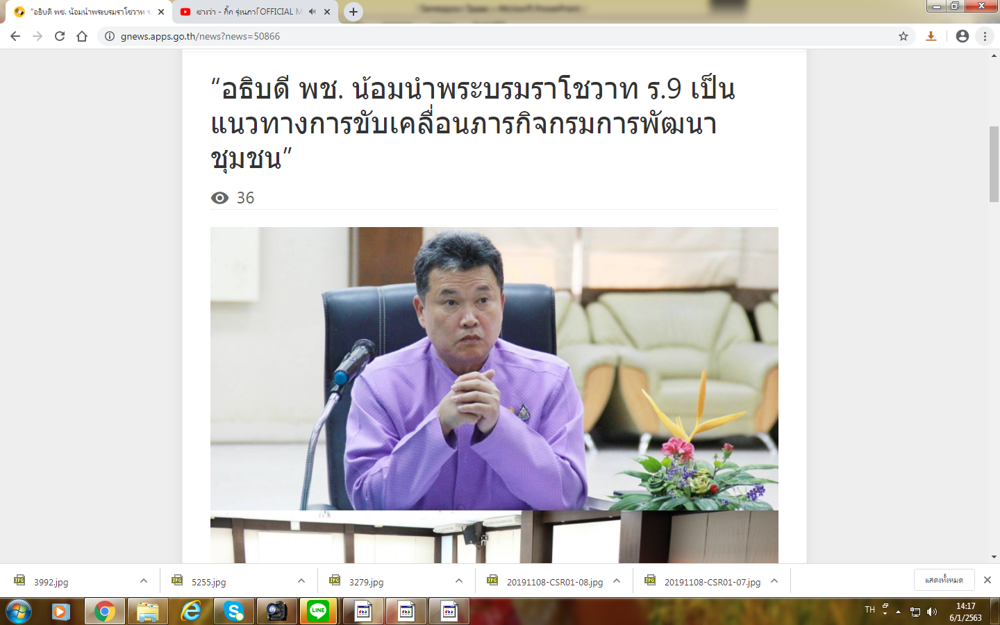 "อธิบดี พช. น้อมนำพระบรมราโชวาท ร
ซางว่า - กิ๊ก รุ่งนภา [OFFICIAL M
gnews.apps.go.th/news?news=50866
“อธิบดี พช. น้อมนำพระบรมราโชวาท ร.9 เป็น
แนวทางการขับเคลื่อนภารกิจกรมการพัฒนา
ชุมชน”
36
3992.jpg
5255.jpg
3279.jpg
20191108-CSR01-08.jpg
20191108-CSR01-07.jpg
แสดงทั้งหมด
TH
14:17
6/1/2563